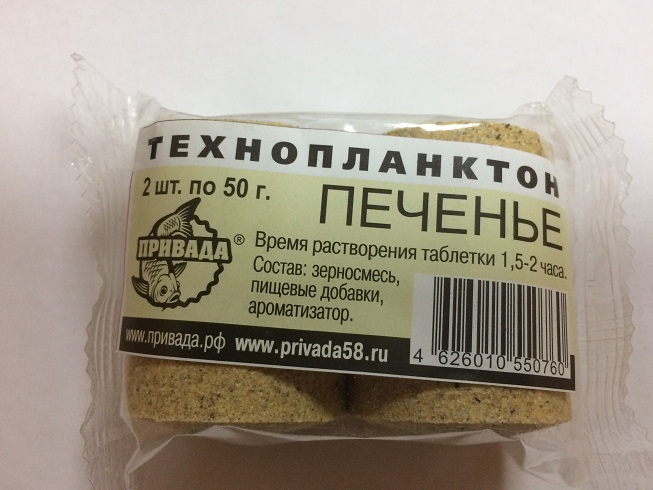 ТЕХНОПЛАНКТОН
2 шт. по 50 г.
ПЕЧЕНЬЕ
ПРИВАДА ®
Время растворения таблетки 1,5-2 часа.
Состав: зерносмесь,
пищевые добавки,
ароматизатор.
www.привада.рф www.privada58.ru
4 626010 550760